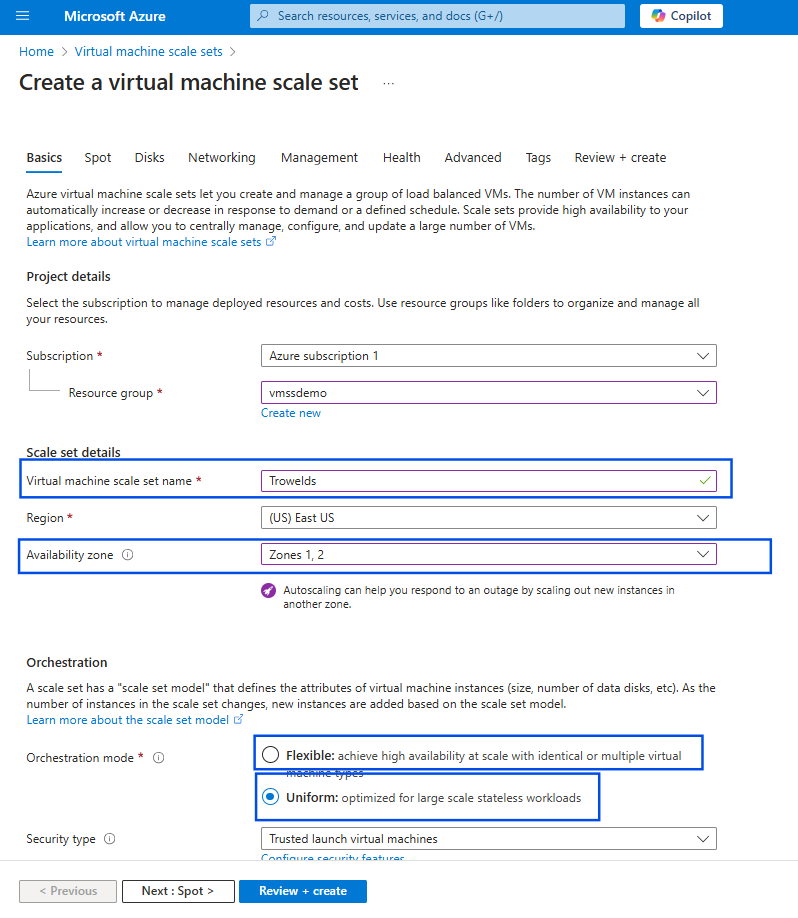 Microsoft Azure
Search resources, services, and docs (G+/)
Copilot
Home > Virtual machine scale sets >
Create a virtual machine scale set ...
Basics Spot Disks Networking Management Health Advanced Tags Review + create
Azure virtual machine scale sets let you create and manage a group of load balanced VMs. The number of VM instances can
automatically increase or decrease in response to demand or a defined schedule. Scale sets provide high availability to your
applications, and allow you to centrally manage, configure, and update a large number of VMs.
Learn more about virtual machine scale sets
Project details
Select the subscription to manage deployed resources and costs. Use resource groups like folders to organize and manage all
your resources.
Subscription * Azure subscription 1
Resource group * vmssdemo
Create new
Scale set details
Virtual machine scale set name * Trowelds
Region * (US) East US
Availability zone Zones 1, 2
Autoscaling can help you respond to an outage by scaling out new instances in
another zone.
Orchestration
A scale set has a "scale set model" that defines the attributes of virtual machine instances (size, number of data disks, etc). As the
number of instances in the scale set changes, new instances are added based on the scale set model.
Learn more about the scale set model
Orchestration mode * Flexible: achieve high availability at scale with identical or multiple virtual
machine types
Uniform: optimized for large scale stateless workloads
Security type Trusted launch virtual machines
Configure security features
< Previous Next : Spot > Review + create